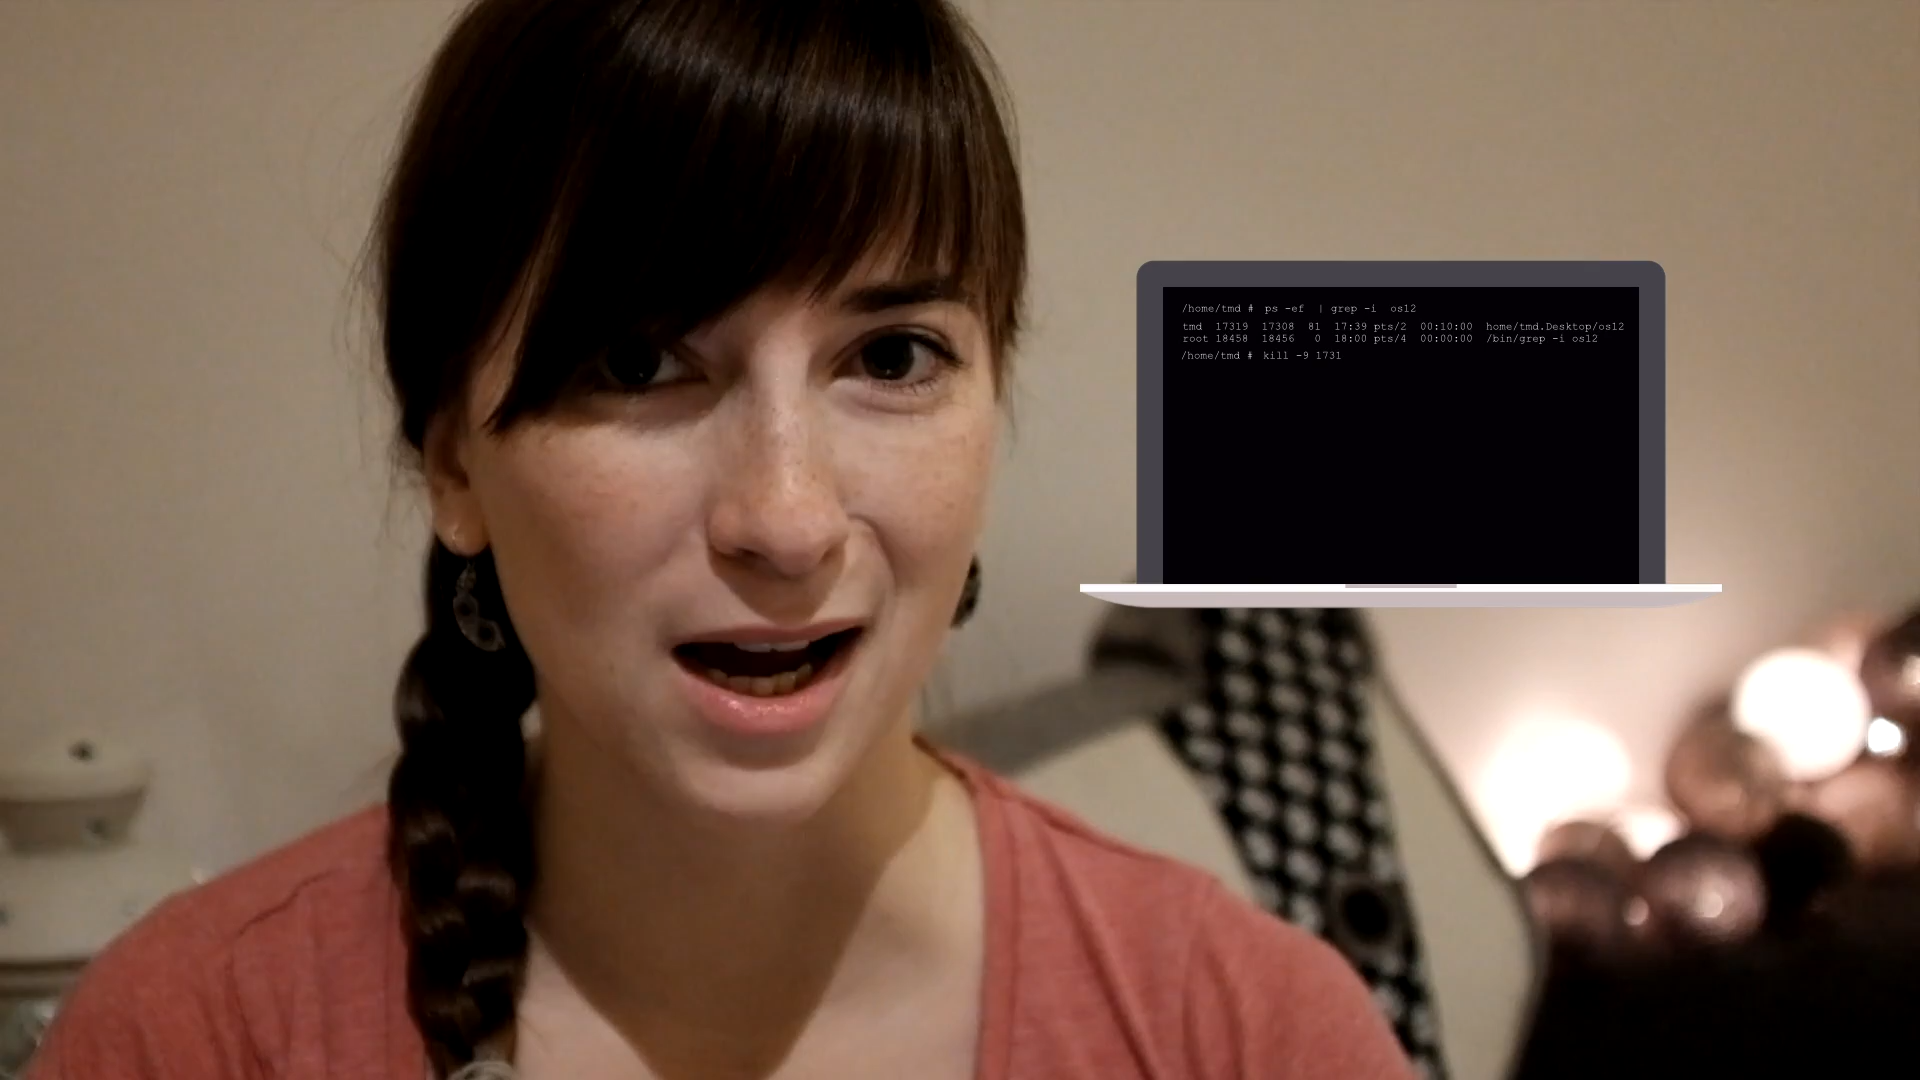 /home/tmd # ps -ef | grep -i os12
tmd 17319 17308 81 17:39 pts/2 00:10:00 home/tmd.Desktop/os12
root 18458 18456 0 18:00 pts/4 00:00:00 /bin/grep -i os12
/home/tmd # kill -9 1731